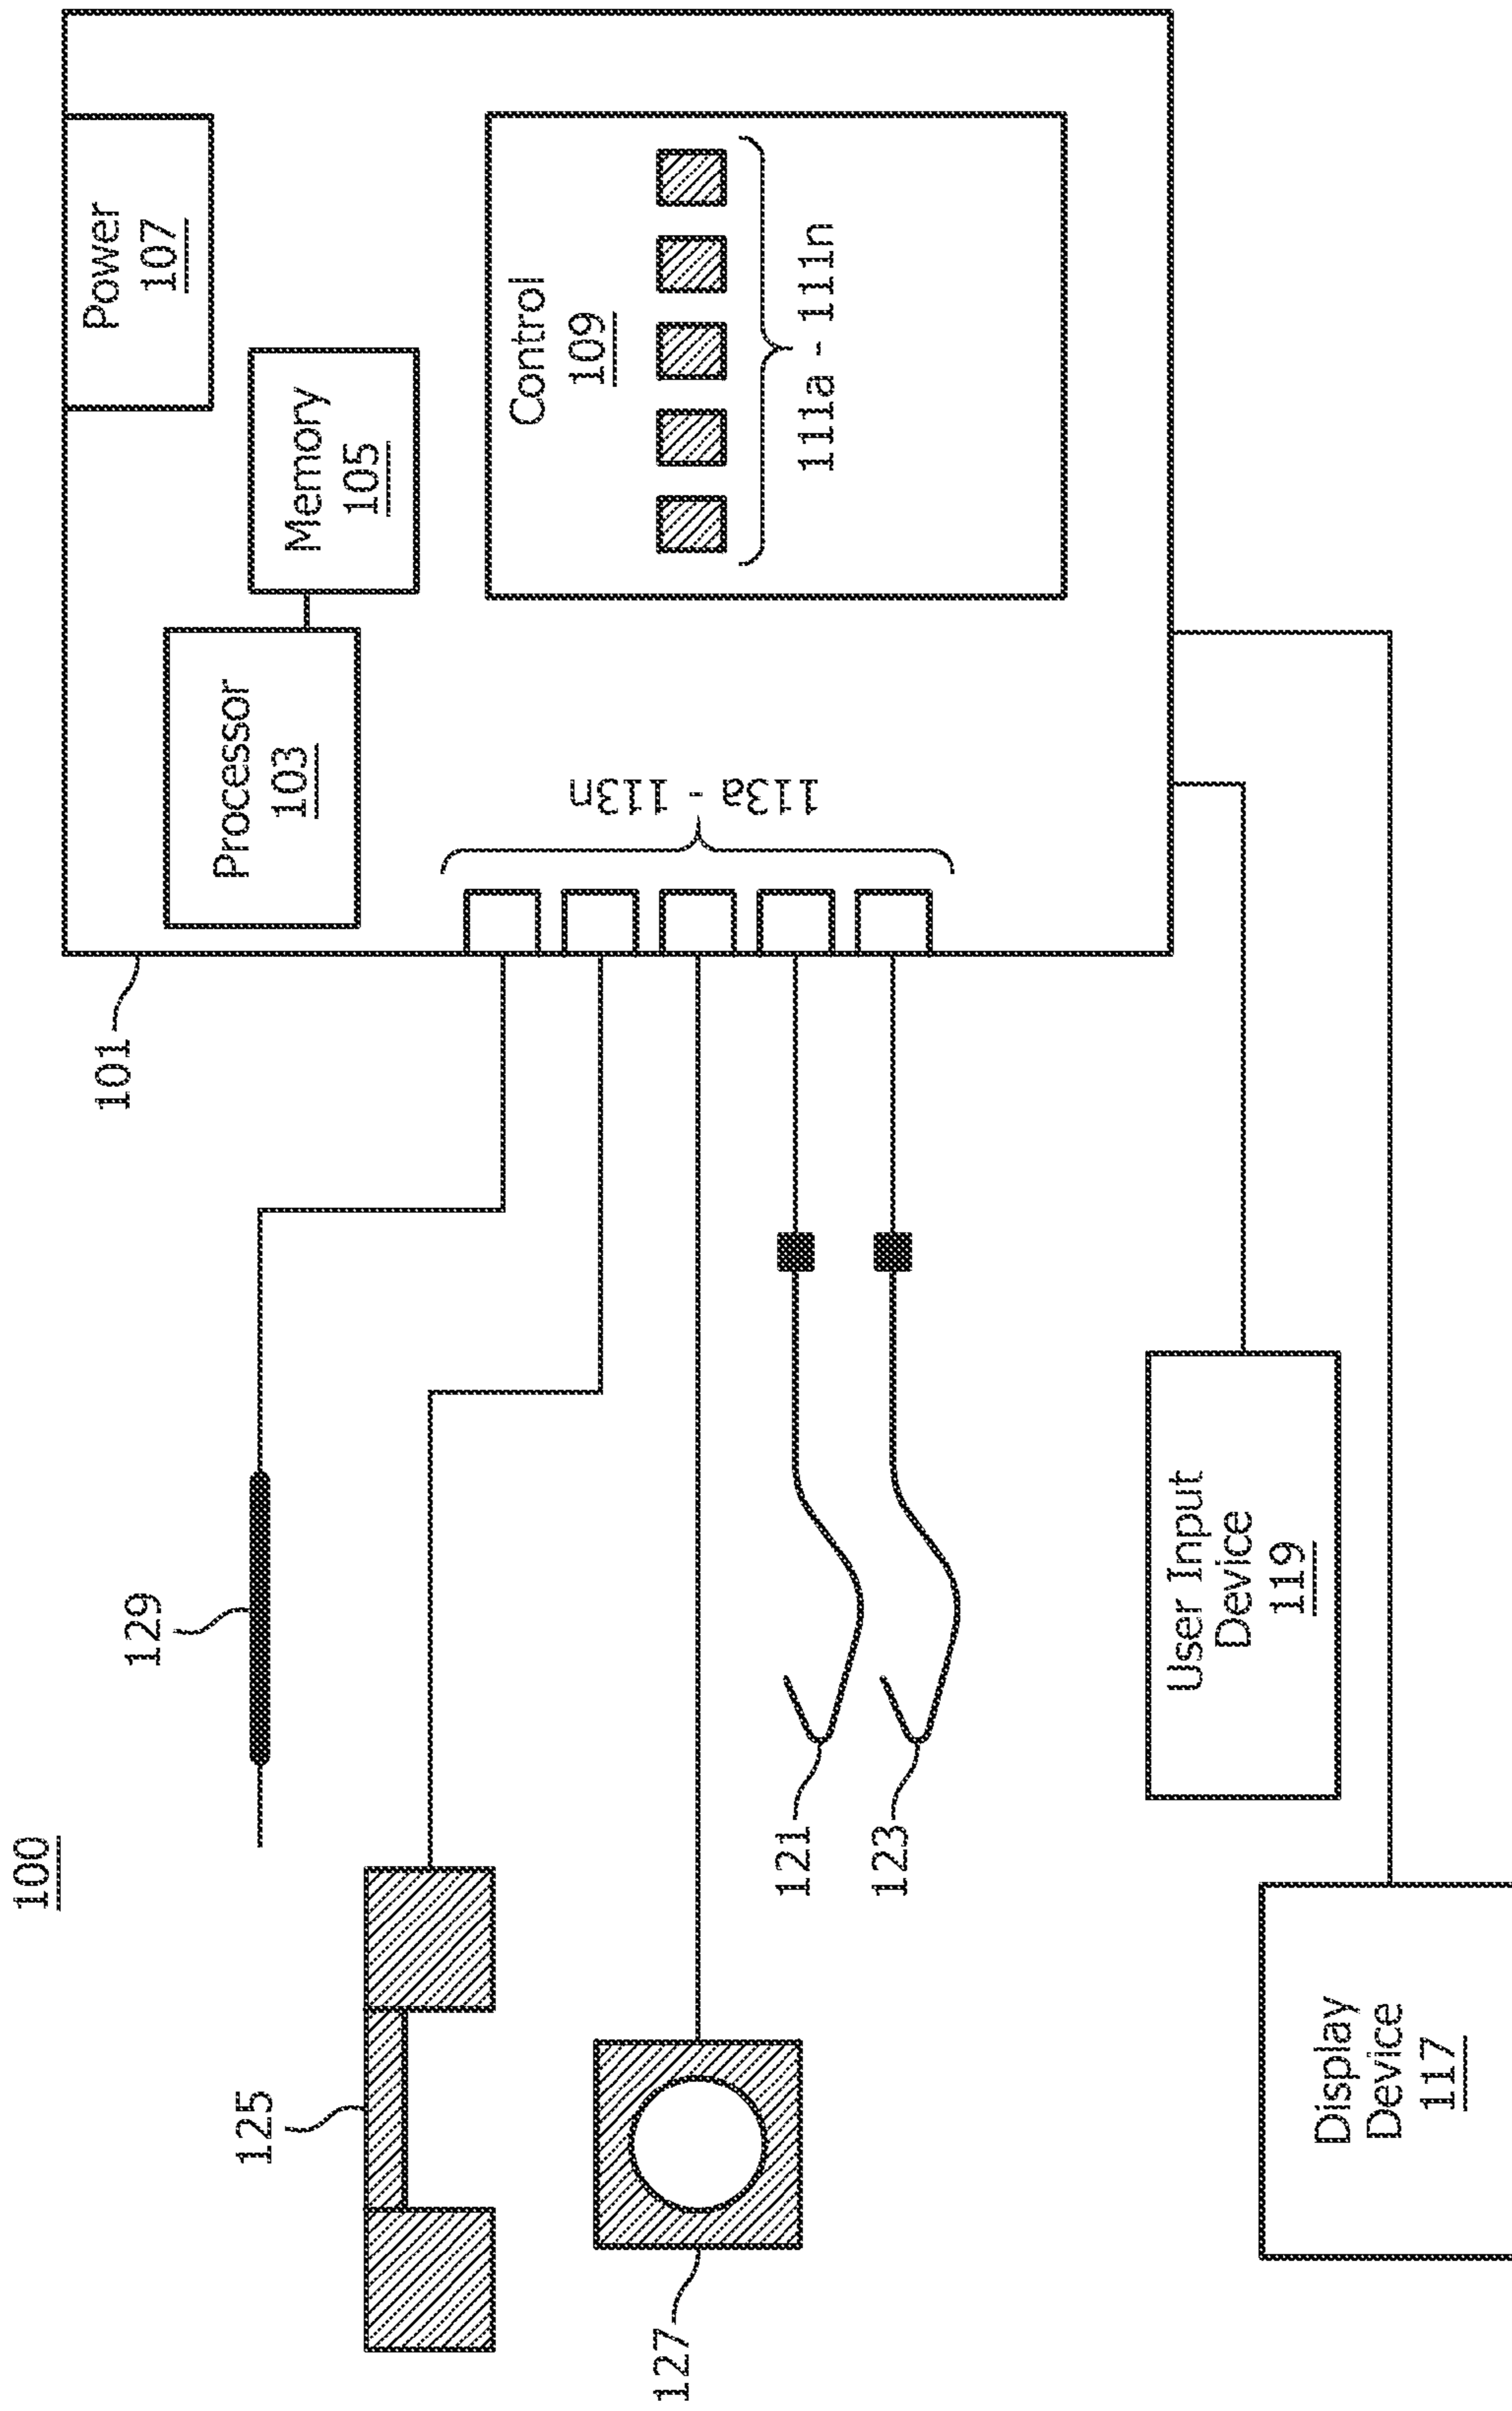 100
129
125
127
121
123
101
Power
107
Memory
105
Processor
103
Control
109
111a - 111n
113a - 113n
User Input
Device
119
Display
Device
117